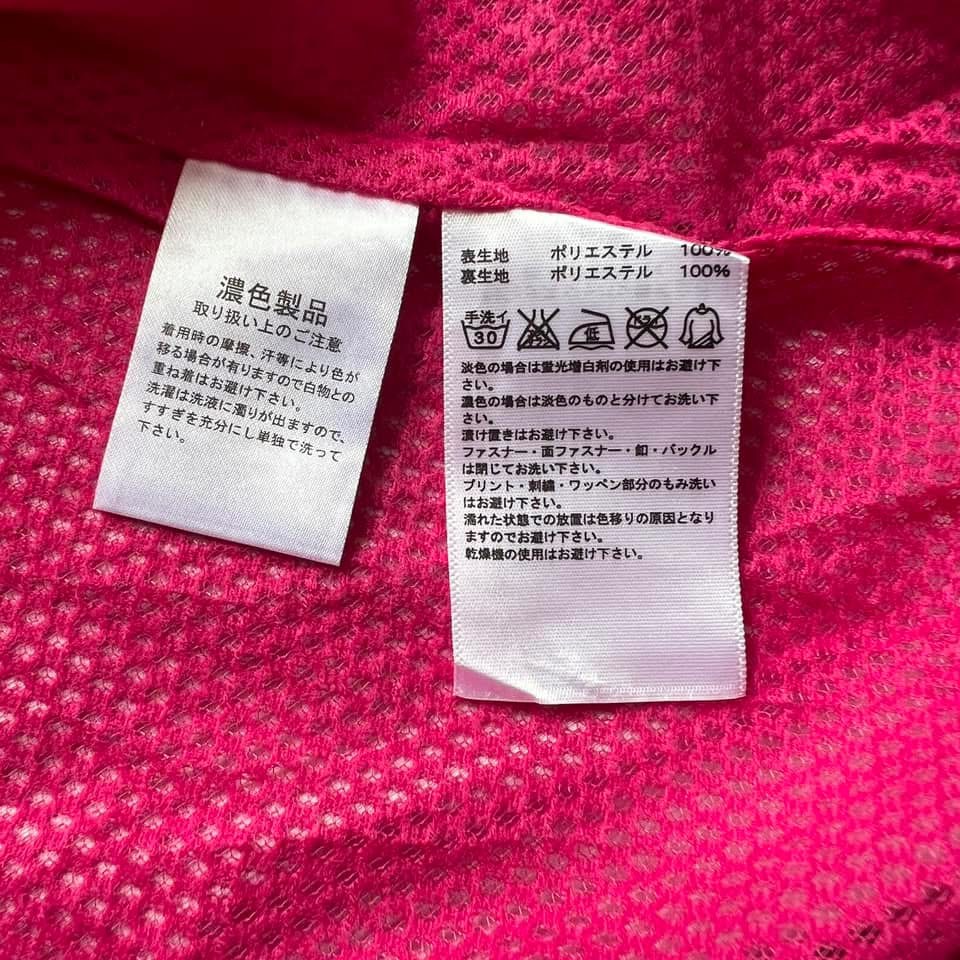 濃色製品
取り扱い上のご注意
着用時の摩擦、汗等により色が
移る場合が有りますので白物との
重ね着はお避け下さい。
洗濯は洗液に濁りが出ますので、
すすぎを充分にし単独で洗って
下さい。
表生地 ポリエステル 100%
裏生地 ポリエステル 100%
手洗イ
30
低
淡色の場合は蛍光増白剤の使用はお避け下
さい。
濃色の場合は淡色のものと分けてお洗い下
さい。
漬け置きはお避け下さい。
ファスナー・面ファスナー・釦・バックル
は閉じてお洗い下さい。
プリント・刺繍・ワッペン部分のもみ洗い
はお避け下さい。
濡れた状態での放置は色移りの原因となり
ますのでお避け下さい。
乾燥機の使用はお避け下さい。